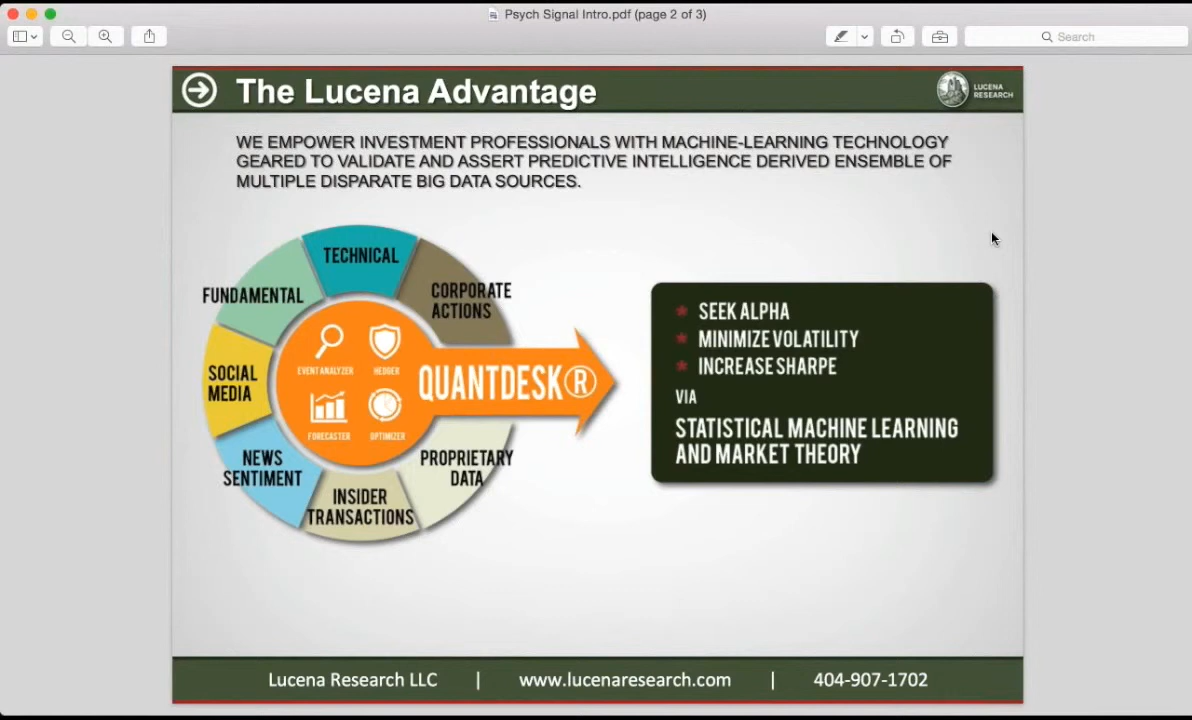 Psych Signal Intro.pdf (page 2 of 3)
Search
The Lucena Advantage
LUCENA
RESEARCH
WE EMPOWER INVESTMENT PROFESSIONALS WITH MACHINE-LEARNING TECHNOLOGY
GEARED TO VALIDATE AND ASSERT PREDICTIVE INTELLIGENCE DERIVED ENSEMBLE OF
MULTIPLE DISPARATE BIG DATA SOURCES.
TECHNICAL
FUNDAMENTAL
CORPORATE
ACTIONS
SOCIAL
MEDIA
EVENT ANALYZER
HEDGER
QUANTDESK®
FORECASTER
OPTIMIZER
NEWS
SENTIMENT
PROPRIETARY
DATA
INSIDER
TRANSACTIONS
SEEK ALPHA
MINIMIZE VOLATILITY
INCREASE SHARPE
VIA
STATISTICAL MACHINE LEARNING
AND MARKET THEORY
Lucena Research LLC | www.lucenaresearch.com | 404-907-1702